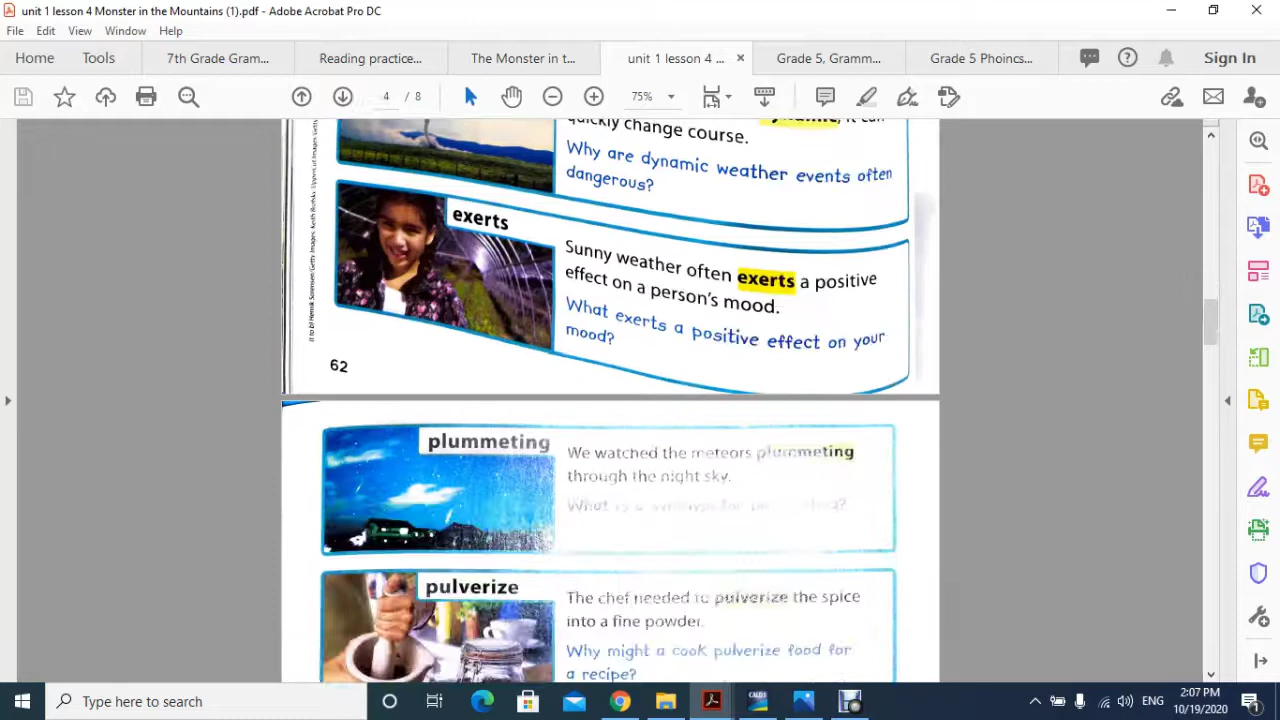 unit 1 lesson 4 Monster in the Mountains (1).pdf - Adobe Acrobat Pro DC
File Edit View Window Help
Home Tools 7th Grade Gram... Reading practice... The Monster in t... unit 1 lesson 4 ... × Grade 5, Gramm... Grade 5 Phoincs... Sign In
4 / 8 75%
quickly change course.
Why are dynamic weather events often
dangerous?
exerts
Sunny weather often exerts a positive
effect on a person's mood.
What exerts a positive effect on your
mood?
62
plummeting
We watched the meteors plummeting
through the night sky.
What is a synonym for
pulverize
The chef needed to pulverize the spice
into a fine powder.
Why might a cook pulverize food for
a recipe?
Type here to search
ENG
2:07 PM
10/19/2020